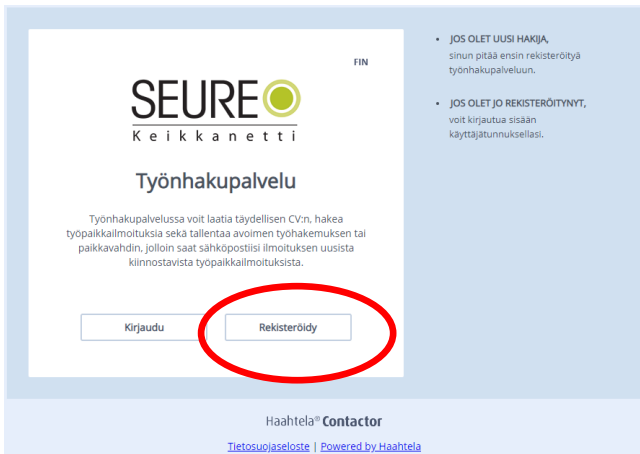 FIN
SEURE
Keikkanetti
Työnhakupalvelu
Työnhakupalvelussa voit laatia täydellisen CV:n, hakea
työpaikkailmoituksia sekä tallentaa avoimen työhakemuksen tai
paikkavahdin, jolloin saat sähköpostiisi ilmoituksen uusista
kiinnostavista työpaikkailmoituksista.
Kirjaudu
Rekisteröidy
• JOS OLET UUSI HAKIJA,
sinun pitää ensin rekisteröityä
työnhakupalveluun.
• JOS OLET JO REKISTERÖITYNYT,
voit kirjautua sisään
käyttäjätunnuksellasi.
Haahtela® Contactor
Tietosuojaseloste | Powered by Haahtela